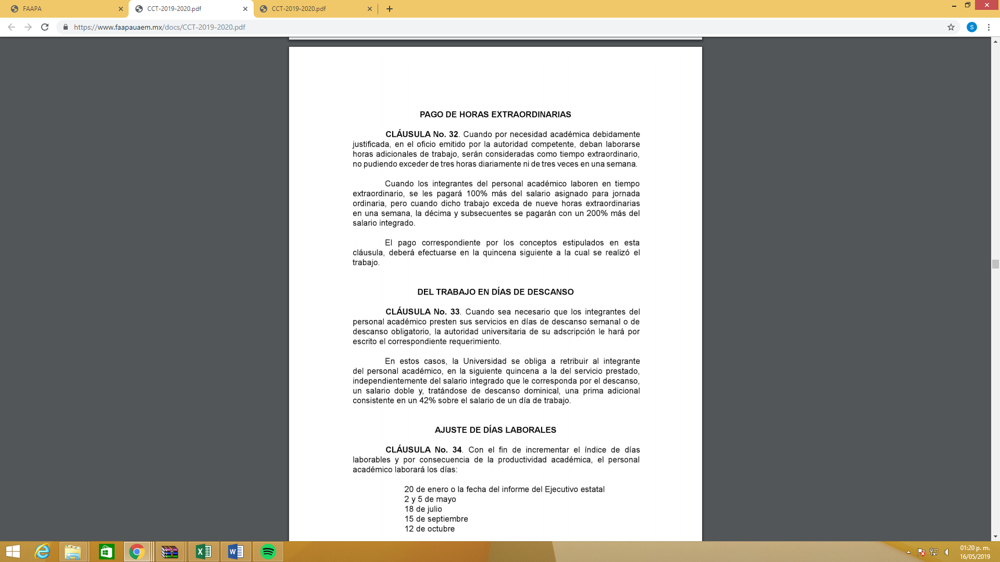 FAAPA
CCT-2019-2020.pdf
CCT-2019-2020.pdf
https://www.faapauaem.mx/docs/CCT-2019-2020.pdf
S
PAGO DE HORAS EXTRAORDINARIAS
CLÁUSULA No. 32. Cuando por necesidad académica debidamente
justificada, en el oficio emitido por la autoridad competente, deban laborarse
horas adicionales de trabajo, serán consideradas como tiempo extraordinario,
no pudiendo exceder de tres horas diariamente ni de tres veces en una semana.
Cuando los integrantes del personal académico laboren en tiempo
extraordinario, se les pagará 100% más del salario asignado para jornada
ordinaria, pero cuando dicho trabajo exceda de nueve horas extraordinarias
en una semana, la décima y subsecuentes se pagarán con un 200% más del
salario integrado.
El pago correspondiente por los conceptos estipulados en esta
cláusula, deberá efectuarse en la quincena siguiente a la cual se realizó el
trabajo.
DEL TRABAJO EN DÍAS DE DESCANSO
CLÁUSULA No. 33. Cuando sea necesario que los integrantes del
personal académico presten sus servicios en días de descanso semanal o de
descanso obligatorio, la autoridad universitaria de su adscripción le hará por
escrito el correspondiente requerimiento.
En estos casos, la Universidad se obliga a retribuir al integrante
del personal académico, en la siguiente quincena a la del servicio prestado,
independientemente del salario integrado que le corresponda por el descanso,
un salario doble y, tratándose de descanso dominical, una prima adicional
consistente en un 42% sobre el salario de un día de trabajo.
AJUSTE DE DÍAS LABORALES
CLÁUSULA No. 34. Con el fin de incrementar el índice de días
laborables y por consecuencia de la productividad académica, el personal
académico laborará los días:
20 de enero o la fecha del informe del Ejecutivo estatal
2 y 5 de mayo
18 de julio
15 de septiembre
12 de octubre
01:20 p. m.
16/05/2019